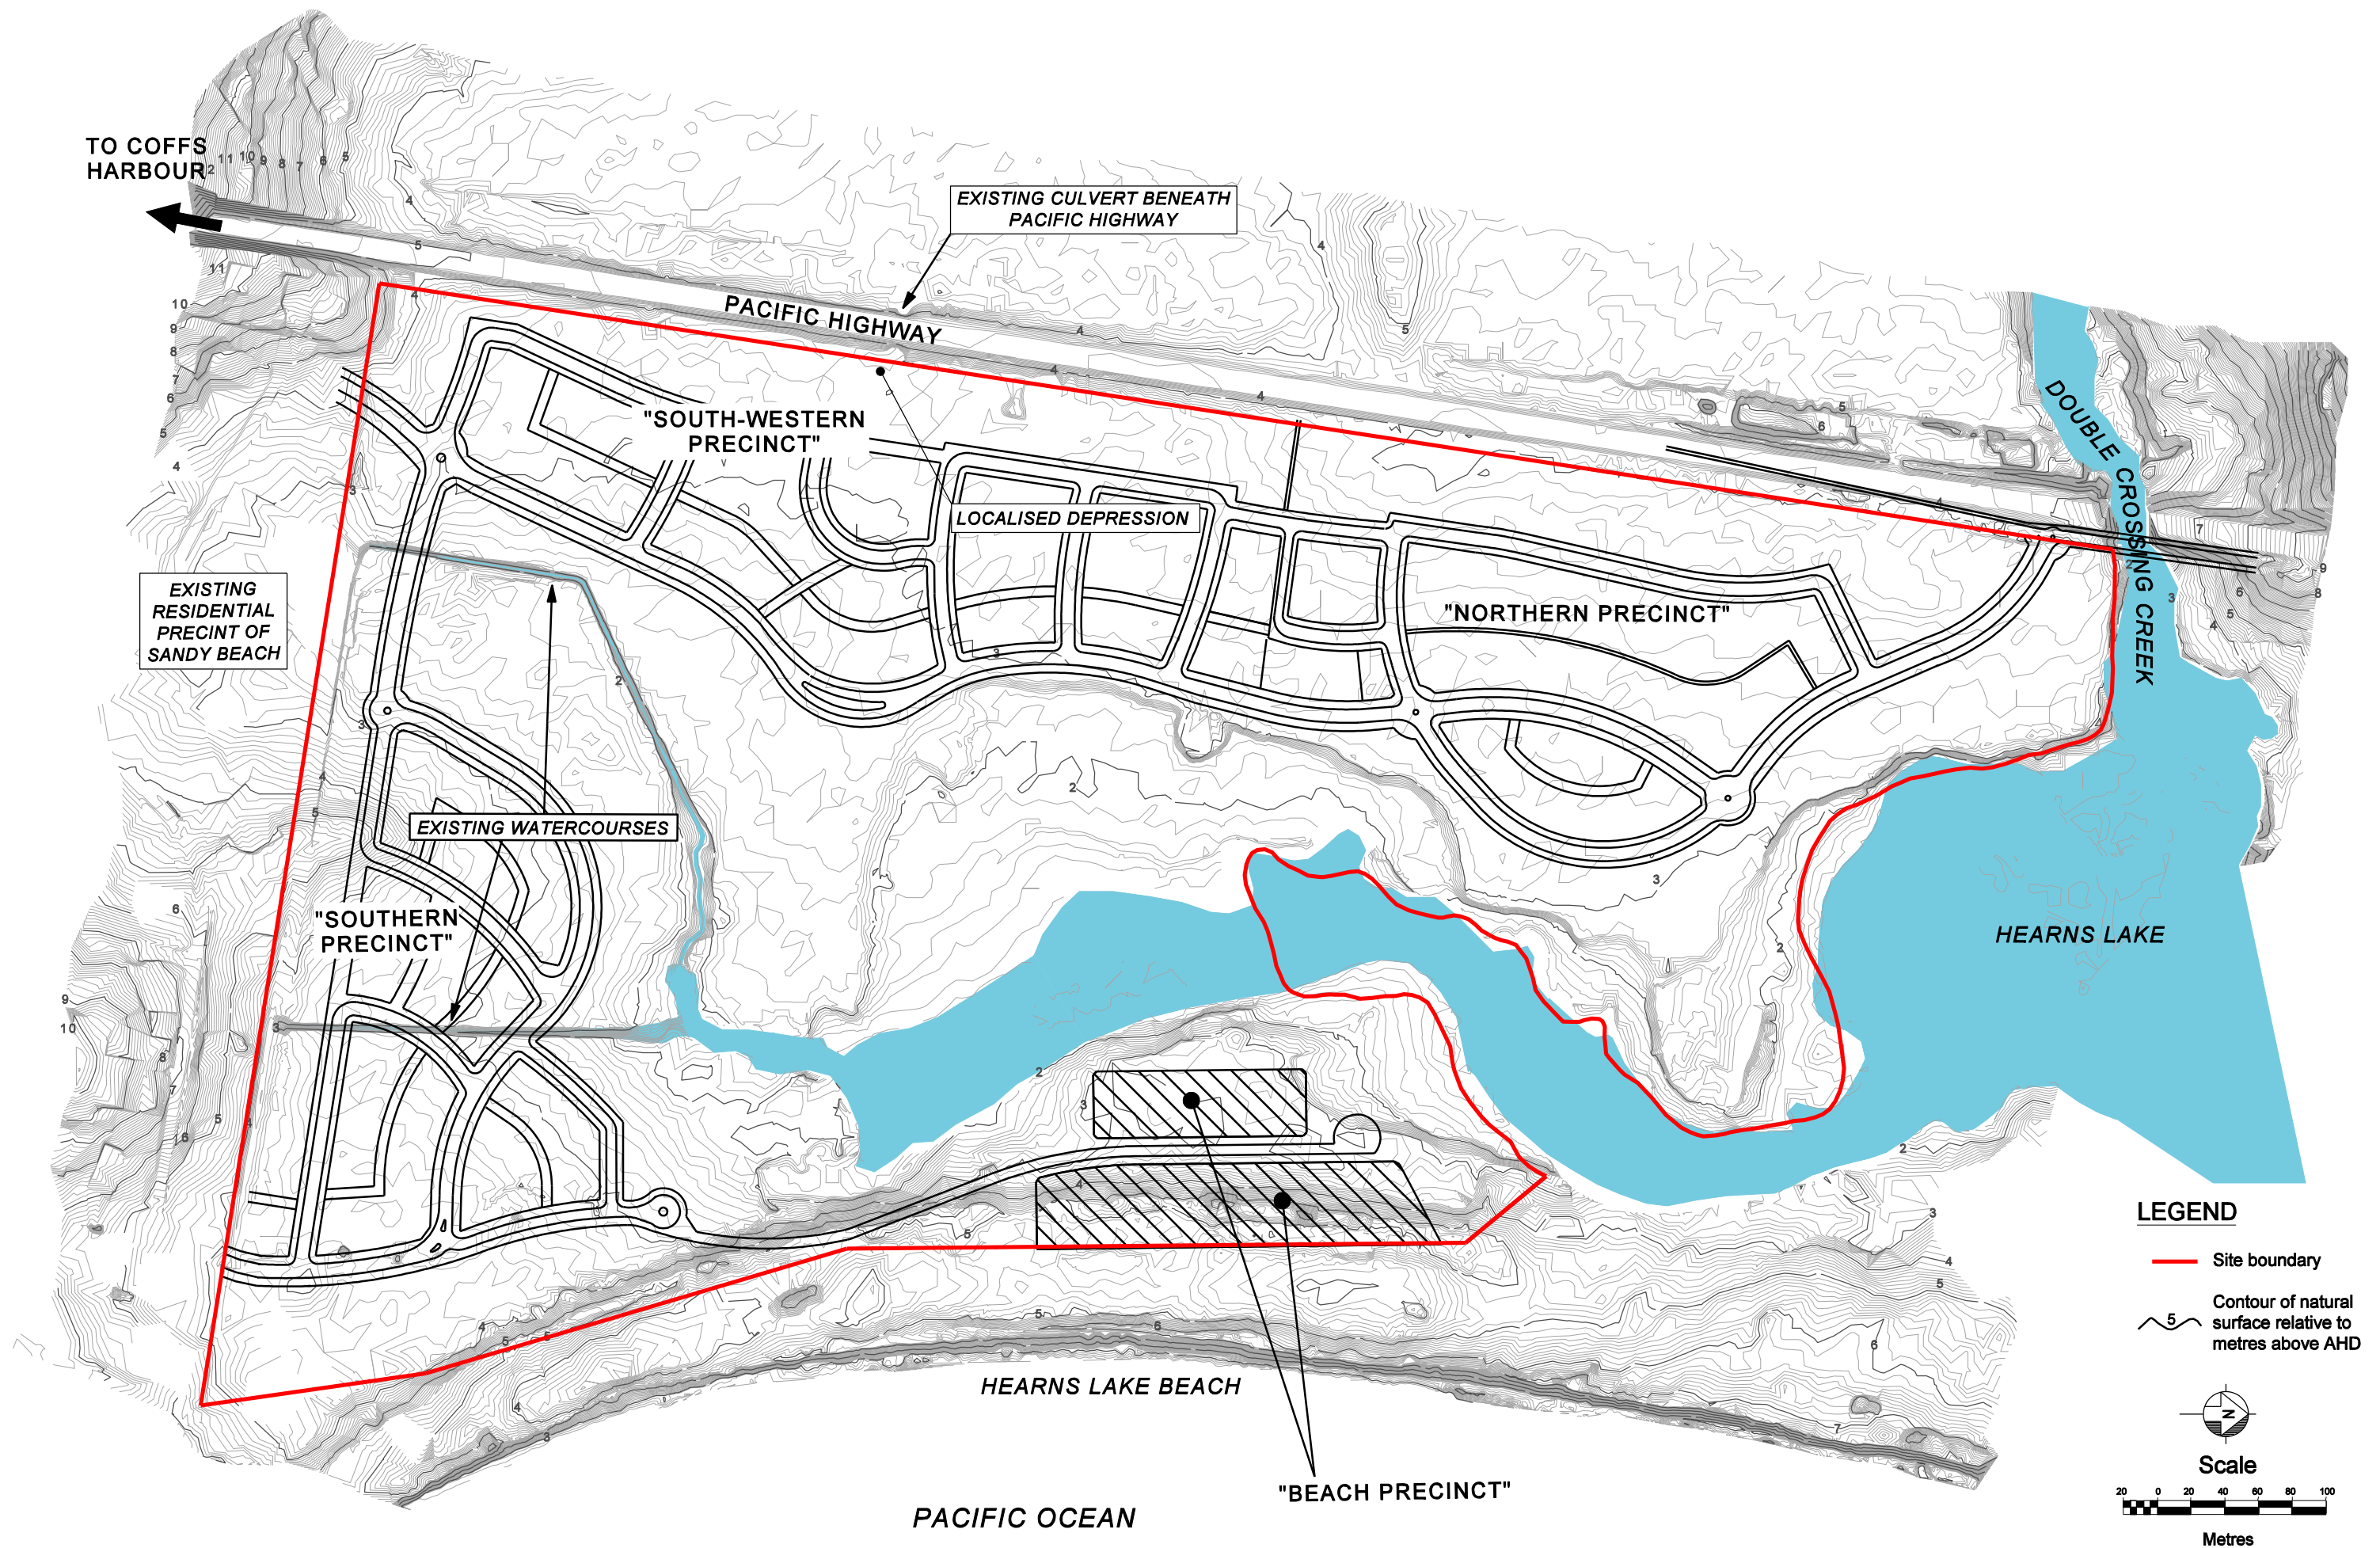 TO COFFS
HARBOUR
EXISTING CULVERT BENEATH
PACIFIC HIGHWAY
PACIFIC HIGHWAY
"SOUTH-WESTERN
PRECINCT"
LOCALISED DEPRESSION
DOUBLE CROSSING CREEK
EXISTING
RESIDENTIAL
PRECINT OF
SANDY BEACH
"NORTHERN PRECINCT"
EXISTING WATERCOURSES
"SOUTHERN
PRECINCT"
HEARNS LAKE
HEARNS LAKE BEACH
"BEACH PRECINCT"
PACIFIC OCEAN
LEGEND
Site boundary
5
Contour of natural
surface relative to
metres above AHD
N
Scale
20 0 20 40 60 80 100
Metres